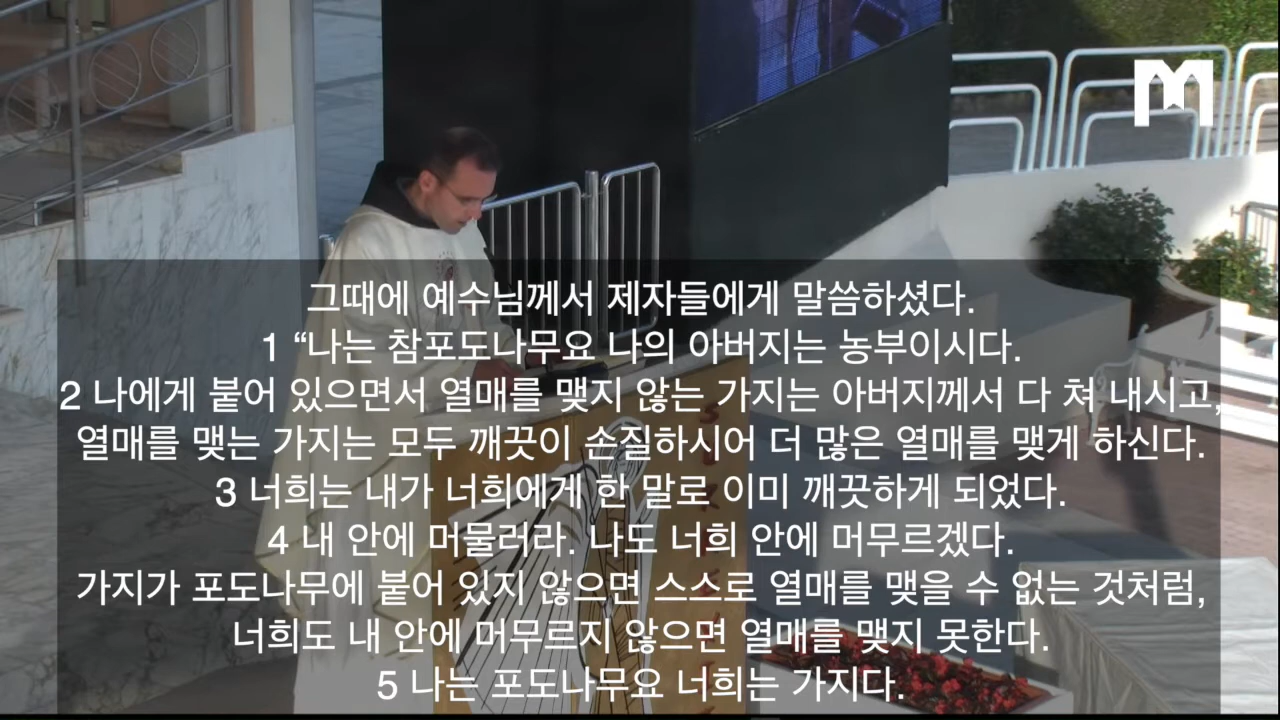 그때에 예수님께서 제자들에게 말씀하셨다.
1 “나는 참포도나무요 나의 아버지는 농부이시다.
2 나에게 붙어 있으면서 열매를 맺지 않는 가지는 아버지께서 다 쳐 내시고,
열매를 맺는 가지는 모두 깨끗이 손질하시어 더 많은 열매를 맺게 하신다.
3 너희는 내가 너희에게 한 말로 이미 깨끗하게 되었다.
4 내 안에 머물러라. 나도 너희 안에 머무르겠다.
가지가 포도나무에 붙어 있지 않으면 스스로 열매를 맺을 수 없는 것처럼,
너희도 내 안에 머무르지 않으면 열매를 맺지 못한다.
5 나는 포도나무요 너희는 가지다.